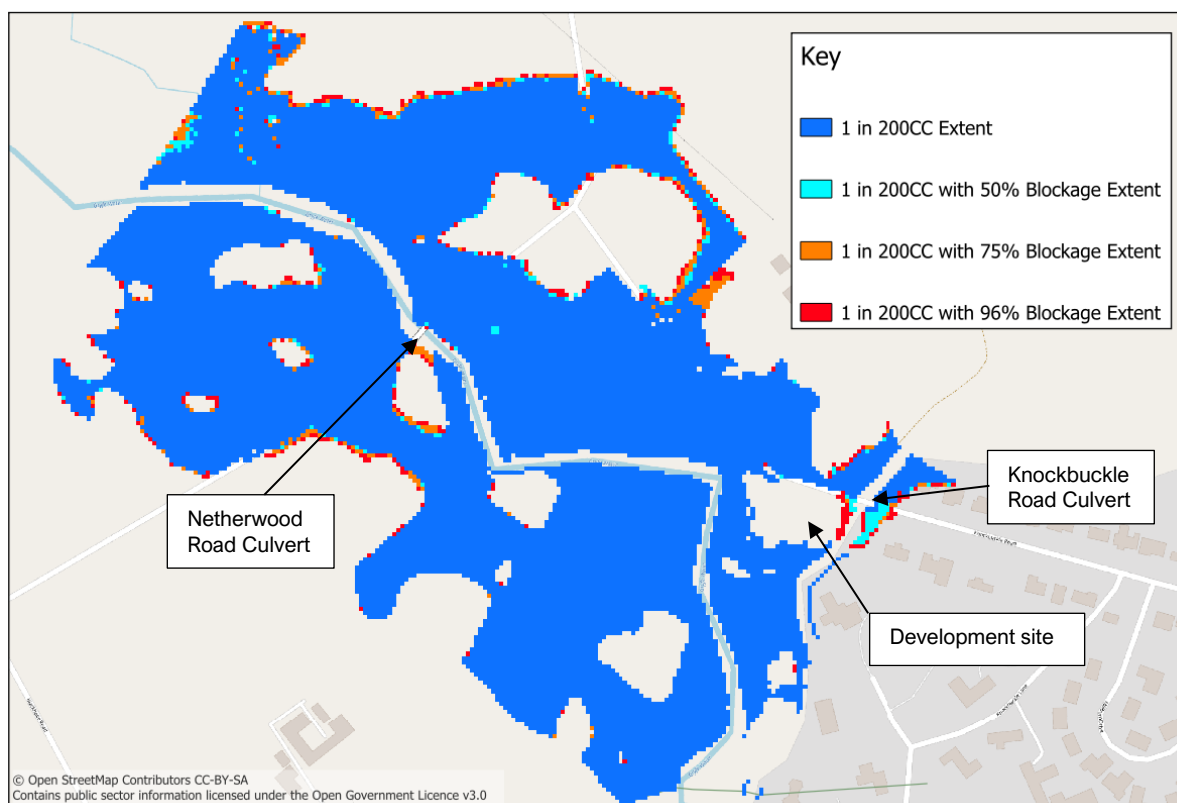 Key
1 in 200CC Extent
1 in 200CC with 50% Blockage Extent
1 in 200CC with 75% Blockage Extent
1 in 200CC with 96% Blockage Extent
Knockbuckle
Road Culvert
Netherwood
Road Culvert
Development site
© Open StreetMap Contributors CC-BY-SA
Contains public sector information licensed under the Open Government Licence v3.0